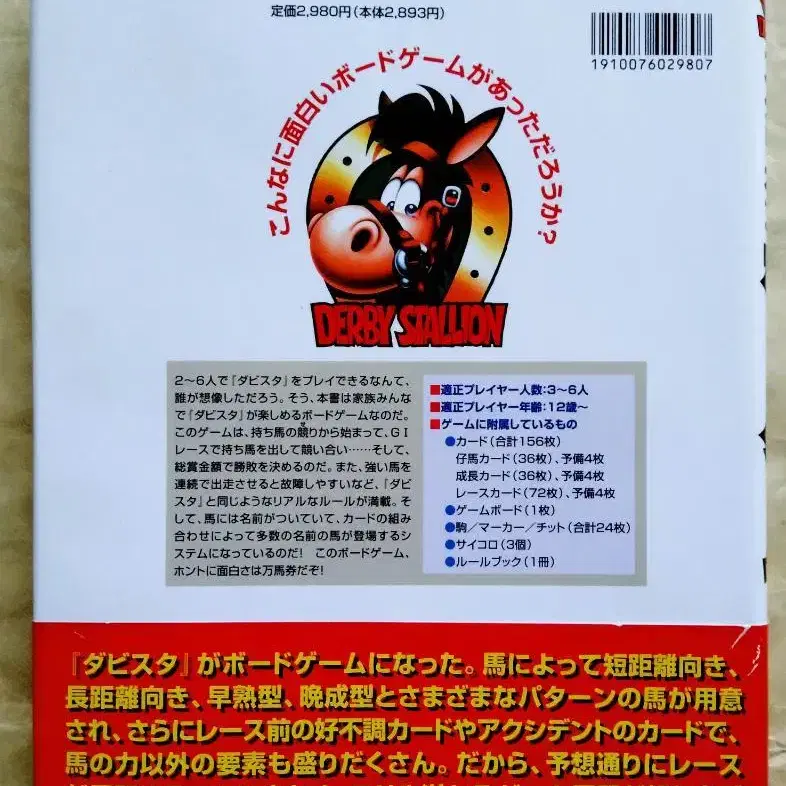 定価2,980円(本体2,893円)
1910076029807
こんなに面白いボードゲームがあっただろうか?
DERBY STALLION
2〜6人で『ダビスタ』をプレイできるなんて、
誰が想像しただろう。そう、本書は家族みんな
で『ダビスタ』が楽しめるボードゲームなのだ。
このゲームは、持ち馬の競りから始まって、GI
レースで持ち馬を出して競い合い……そして、
総賞金額で勝敗を決めるのだ。また、強い馬を
連続で出走させると故障しやすいなど、『ダビ
スタ』と同じようなリアルなルールが満載。そ
して、馬には名前がついていて、カードの組み
合わせによって多数の名前の馬が登場するシ
ステムになっているのだ! このボードゲーム、
ホントに面白さは万馬券だぞ!
■適正プレイヤー人数:3〜6人
■適正プレイヤー年齢:12歳〜
■ゲームに附属しているもの
●カード(合計156枚)
仔馬カード(36枚)、予備4枚
成長カード(36枚)、予備4枚
レースカード(72枚)、予備4枚
●ゲームボード(1枚)
●駒/マーカー/チット(合計24枚)
●サイコロ(3個)
●ルールブック(1冊)
『ダビスタ』がボードゲームになった。馬によって短距離向き、
長距離向き、早熟型、晩成型とさまざまなパターンの馬が用意
され、さらにレース前の好不調カードやアクシデントのカードで、
馬の力以外の要素も盛りだくさん。だから、予想通りにレース